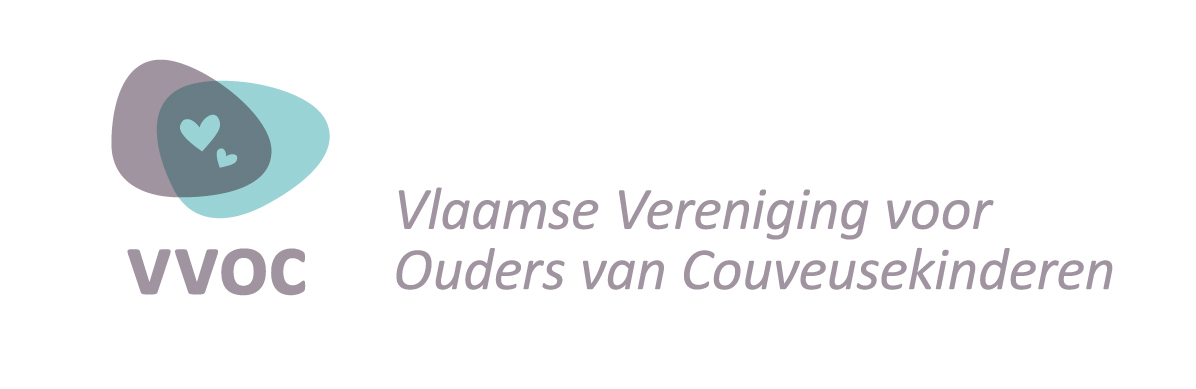 vvoc
Vlaamse Vereniging voor
Ouders van Couveusekinderen